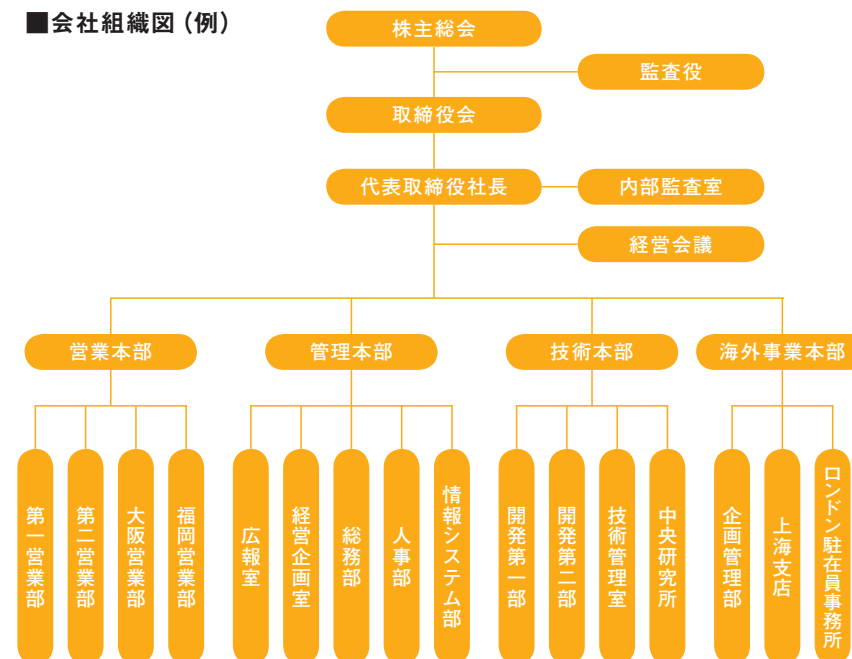 ■会社組織図（例）
株主総会
監査役
取締役会
代表取締役社長
内部監査室
経営会議
営業本部
管理本部
技術本部
海外事業本部
第一営業部
第二営業部
大阪営業部
福岡営業部
広報室
経営企画室
総務部
人事部
情報システム部
開発第一部
開発第二部
技術管理室
中央研究所
企画管理部
上海支店
ロンドン駐在員事務所